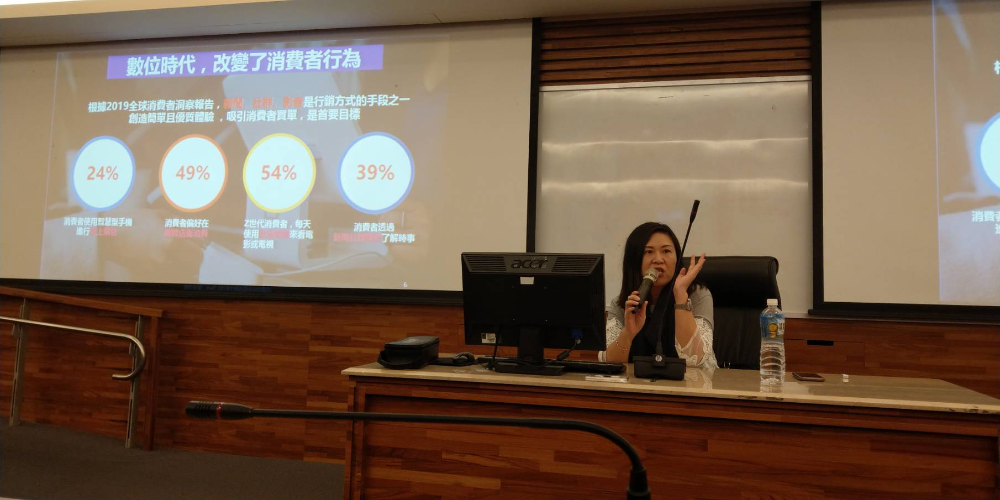 數位時代，改變了消費者行為
根據2019全球消費者洞察報告，新聞、社群、影音是行銷方式的手段之一
創造簡單且優質體驗，吸引消費者買單，是首要目標
24%
49%
54%
39%
消費者使用智慧型手機
進行線上購物
消費者偏好在
實體店面消費
Z世代消費者，每天
使用
來看電
影或電視
消費者透過
新聞社群媒體了解時事
6
acer
消費者